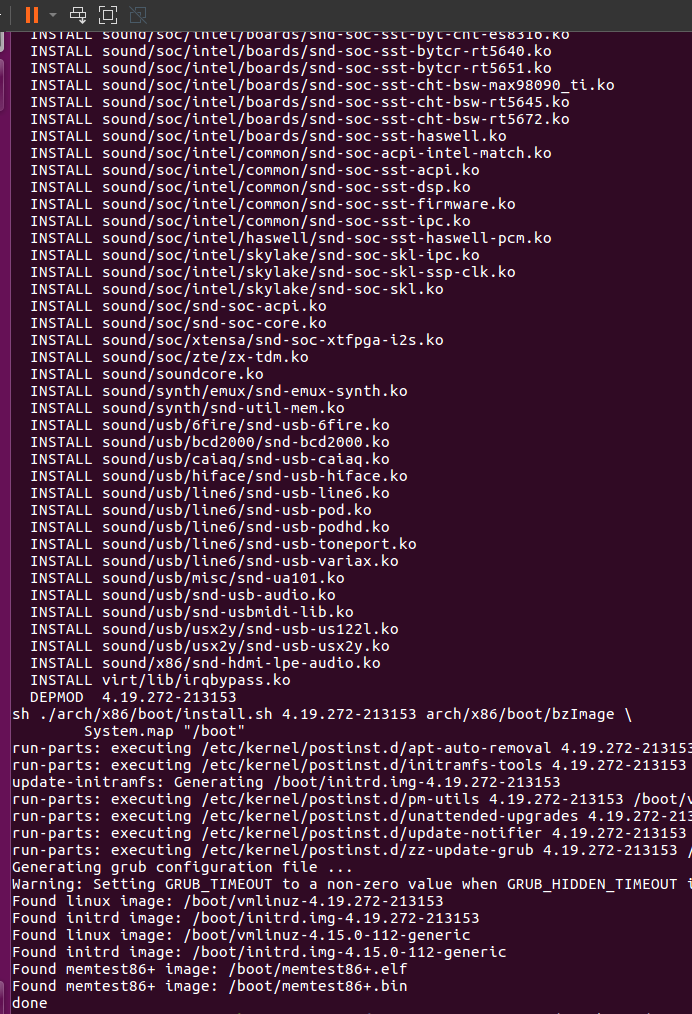 INSTALL sound/soc/intel/boards/snd-soc-sst-byt-cht-es8316.ko
INSTALL sound/soc/intel/boards/snd-soc-sst-bytcr-rt5640.ko
INSTALL sound/soc/intel/boards/snd-soc-sst-bytcr-rt5651.ko
INSTALL sound/soc/intel/boards/snd-soc-sst-cht-bsw-max98090_ti.ko
INSTALL sound/soc/intel/boards/snd-soc-sst-cht-bsw-rt5645.ko
INSTALL sound/soc/intel/boards/snd-soc-sst-cht-bsw-rt5672.ko
INSTALL sound/soc/intel/boards/snd-soc-sst-haswell.ko
INSTALL sound/soc/intel/common/snd-soc-acpi-intel-match.ko
INSTALL sound/soc/intel/common/snd-soc-sst-acpi.ko
INSTALL sound/soc/intel/common/snd-soc-sst-dsp.ko
INSTALL sound/soc/intel/common/snd-soc-sst-firmware.ko
INSTALL sound/soc/intel/common/snd-soc-sst-ipc.ko
INSTALL sound/soc/intel/haswell/snd-soc-sst-haswell-pcm.ko
INSTALL sound/soc/intel/skylake/snd-soc-skl-ipc.ko
INSTALL sound/soc/intel/skylake/snd-soc-skl-ssp-clk.ko
INSTALL sound/soc/intel/skylake/snd-soc-skl.ko
INSTALL sound/soc/snd-soc-acpi.ko
INSTALL sound/soc/snd-soc-core.ko
INSTALL sound/soc/xtensa/snd-soc-xtfpga-i2s.ko
INSTALL sound/soc/zte/zx-tdm.ko
INSTALL sound/soundcore.ko
INSTALL sound/synth/emux/snd-emux-synth.ko
INSTALL sound/synth/snd-util-mem.ko
INSTALL sound/usb/6fire/snd-usb-6fire.ko
INSTALL sound/usb/bcd2000/snd-bcd2000.ko
INSTALL sound/usb/caiaq/snd-usb-caiaq.ko
INSTALL sound/usb/hiface/snd-usb-hiface.ko
INSTALL sound/usb/line6/snd-usb-line6.ko
INSTALL sound/usb/line6/snd-usb-pod.ko
INSTALL sound/usb/line6/snd-usb-podhd.ko
INSTALL sound/usb/line6/snd-usb-toneport.ko
INSTALL sound/usb/line6/snd-usb-variax.ko
INSTALL sound/usb/misc/snd-ua101.ko
INSTALL sound/usb/snd-usb-audio.ko
INSTALL sound/usb/snd-usbmidi-lib.ko
INSTALL sound/usb/usx2y/snd-usb-us122l.ko
INSTALL sound/usb/usx2y/snd-usb-usx2y.ko
INSTALL sound/x86/snd-hdmi-lpe-audio.ko
INSTALL virt/lib/irqbypass.ko
DEPMOD 4.19.272-213153
sh ./arch/x86/boot/install.sh 4.19.272-213153 arch/x86/boot/bzImage \
System.map "/boot"
run-parts: executing /etc/kernel/postinst.d/apt-auto-removal 4.19.272-213153
run-parts: executing /etc/kernel/postinst.d/initramfs-tools 4.19.272-213153
update-initramfs: Generating /boot/initrd.img-4.19.272-213153
run-parts: executing /etc/kernel/postinst.d/pm-utils 4.19.272-213153 /boot/v
run-parts: executing /etc/kernel/postinst.d/unattended-upgrades 4.19.272-213
run-parts: executing /etc/kernel/postinst.d/update-notifier 4.19.272-213153
run-parts: executing /etc/kernel/postinst.d/zz-update-grub 4.19.272-213153 /
Generating grub configuration file ...
Warning: Setting GRUB_TIMEOUT to a non-zero value when GRUB_HIDDEN_TIMEOUT i
Found linux image: /boot/vmlinuz-4.19.272-213153
Found initrd image: /boot/initrd.img-4.19.272-213153
Found linux image: /boot/vmlinuz-4.15.0-112-generic
Found initrd image: /boot/initrd.img-4.15.0-112-generic
Found memtest86+ image: /boot/memtest86+.elf
Found memtest86+ image: /boot/memtest86+.bin
done